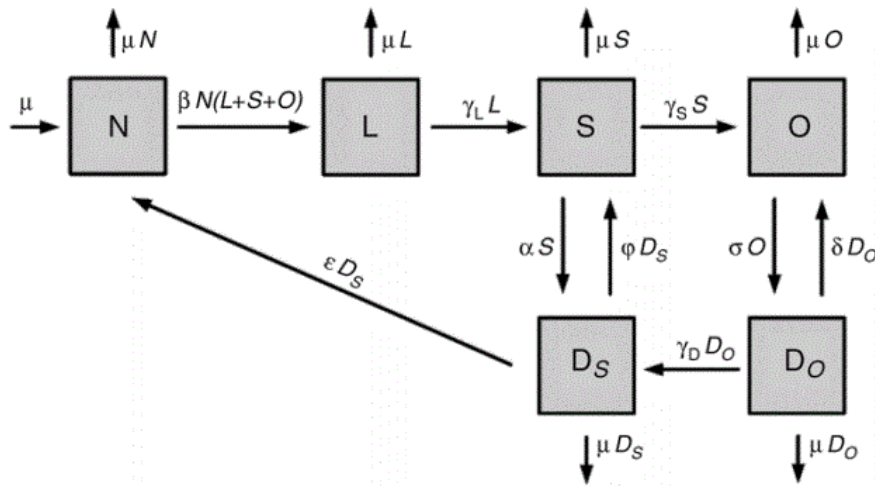 μN μL μS μO
μ N βN(L+S+O) L γL L S γS S O
αS φDS σO δDO
εDS
DS γD DO DO
μDS μDO